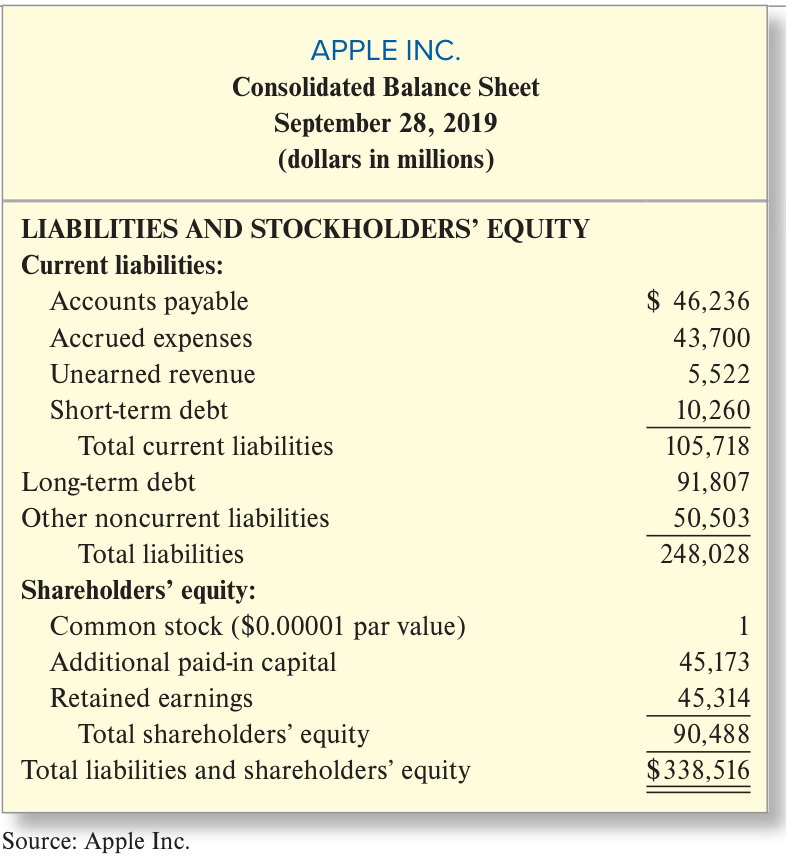 APPLE INC.
Consolidated Balance Sheet
September 28, 2019
(dollars in millions)
LIABILITIES AND STOCKHOLDERS’ EQUITY
Current liabilities:
Accounts payable $ 46,236
Accrued expenses 43,700
Unearned revenue 5,522
Short-term debt 10,260
Total current liabilities 105,718
Long-term debt 91,807
Other noncurrent liabilities 50,503
Total liabilities 248,028
Shareholders’ equity:
Common stock ($0.00001 par value) 1
Additional paid-in capital 45,173
Retained earnings 45,314
Total shareholders’ equity 90,488
Total liabilities and shareholders’ equity $338,516
Source: Apple Inc.